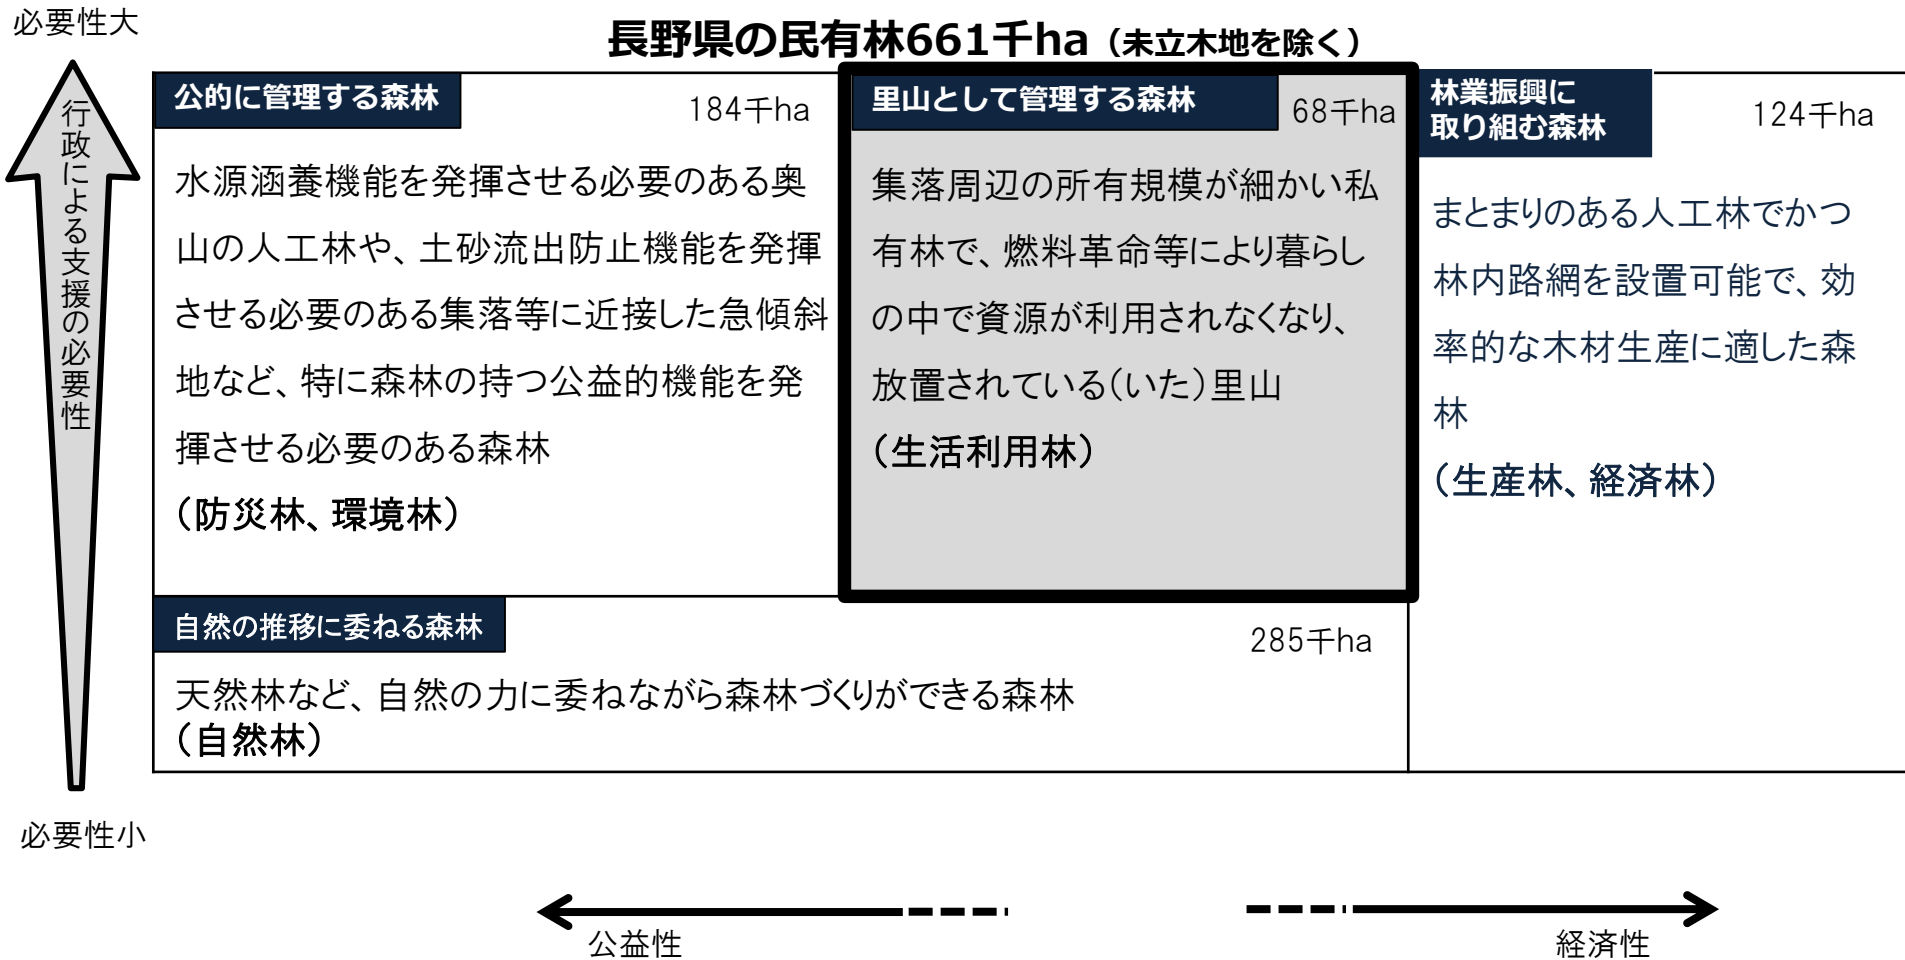 必要性大
長野県の民有林661千ha（未立木地を除く）
行政による支援の必要性
公的に管理する森林
184千ha
水源涵養機能を発揮させる必要のある奥
山の人工林や、土砂流出防止機能を発揮
させる必要のある集落等に近接した急傾斜
地など、特に森林の持つ公益的機能を発
揮させる必要のある森林
（防災林、環境林）
里山として管理する森林
68千ha
集落周辺の所有規模が細かい私
有林で、燃料革命等により暮らし
の中で資源が利用されなくなり、
放置されている（いた）里山
（生活利用林）
林業振興に
取り組む森林
124千ha
まとまりのある人工林でかつ
林内路網を設置可能で、効
率的な木材生産に適した森
林
（生産林、経済林）
自然の推移に委ねる森林
285千ha
天然林など、自然の力に委ねながら森林づくりができる森林
（自然林）
必要性小
公益性
経済性